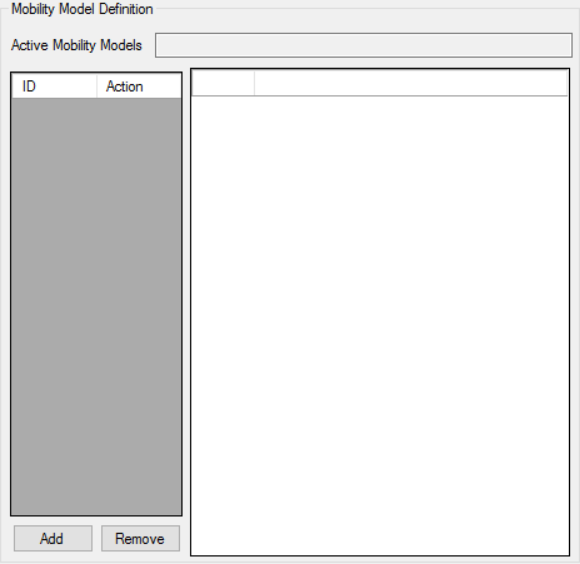 Mobility Model Definition
Active Mobility Models
ID Action
Add Remove